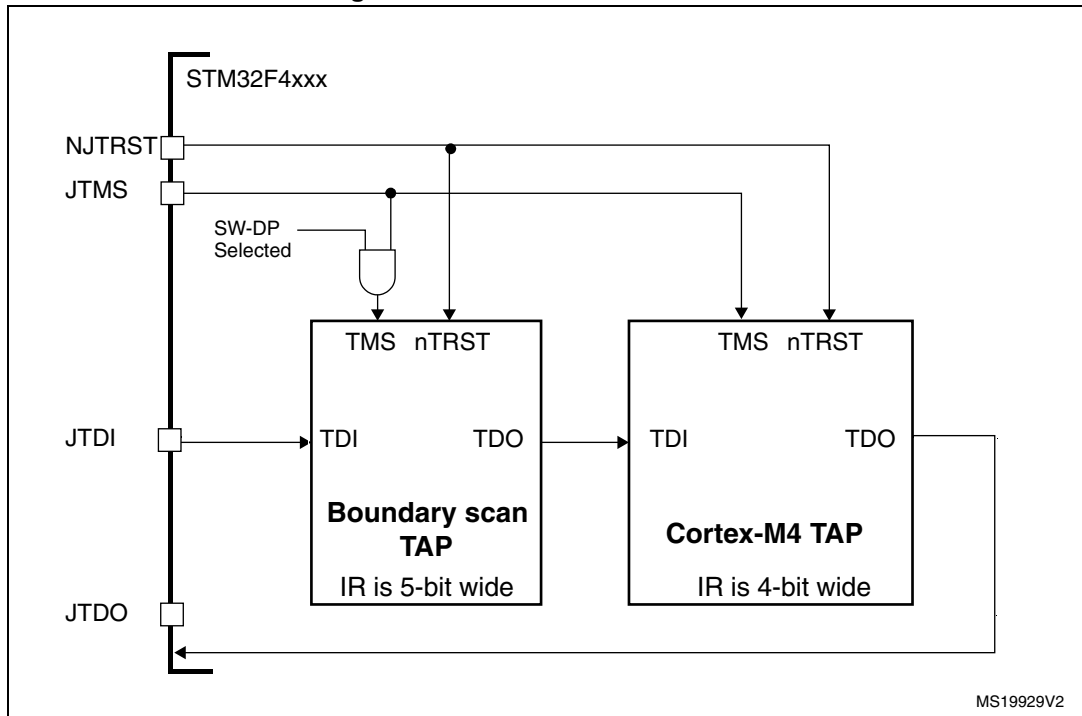 STM32F4xxx
NJTRST
JTMS
SW-DP
Selected
TMS nTRST
TMS nTRST
JTDI
TDI
TDO
TDI
TDO
Boundary scan
TAP
Cortex-M4 TAP
IR is 5-bit wide
IR is 4-bit wide
JTDO
MS19929V2